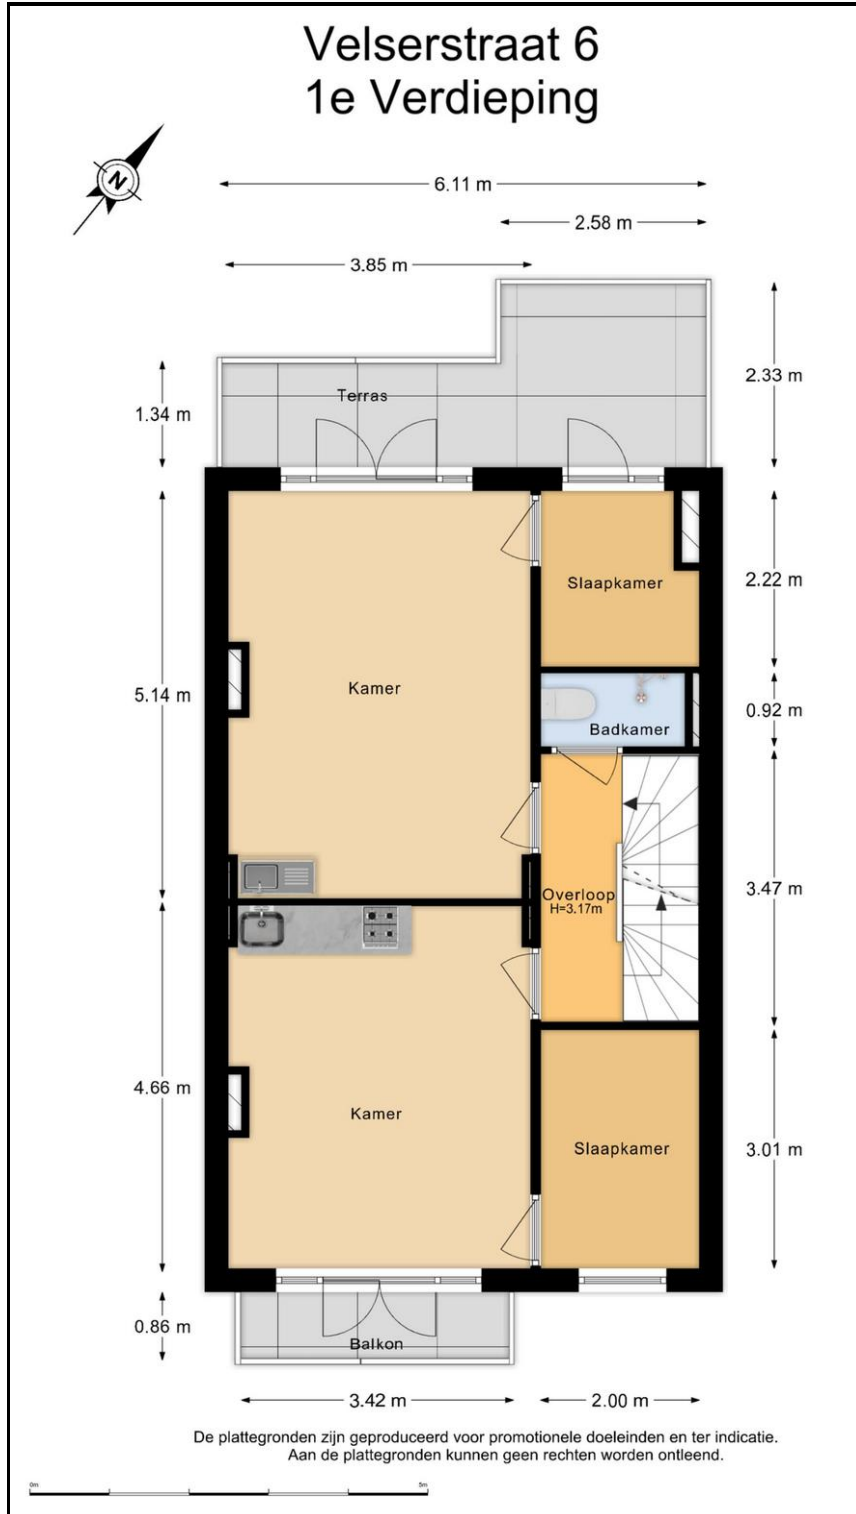 Velserstraat 6
1e Verdieping
N
6.11 m
2.58 m
3.85 m
2.33 m
1.34 m
Terras
2.22 m
Slaapkamer
5.14 m
Kamer
0.92 m
Badkamer
3.47 m
Overloop
H=3.17m
4.66 m
Kamer
3.01 m
Slaapkamer
0.86 m
Balkon
3.42 m
2.00 m
De plattegronden zijn geproduceerd voor promotionele doeleinden en ter indicatie.
Aan de plattegronden kunnen geen rechten worden ontleend.
0m
5m